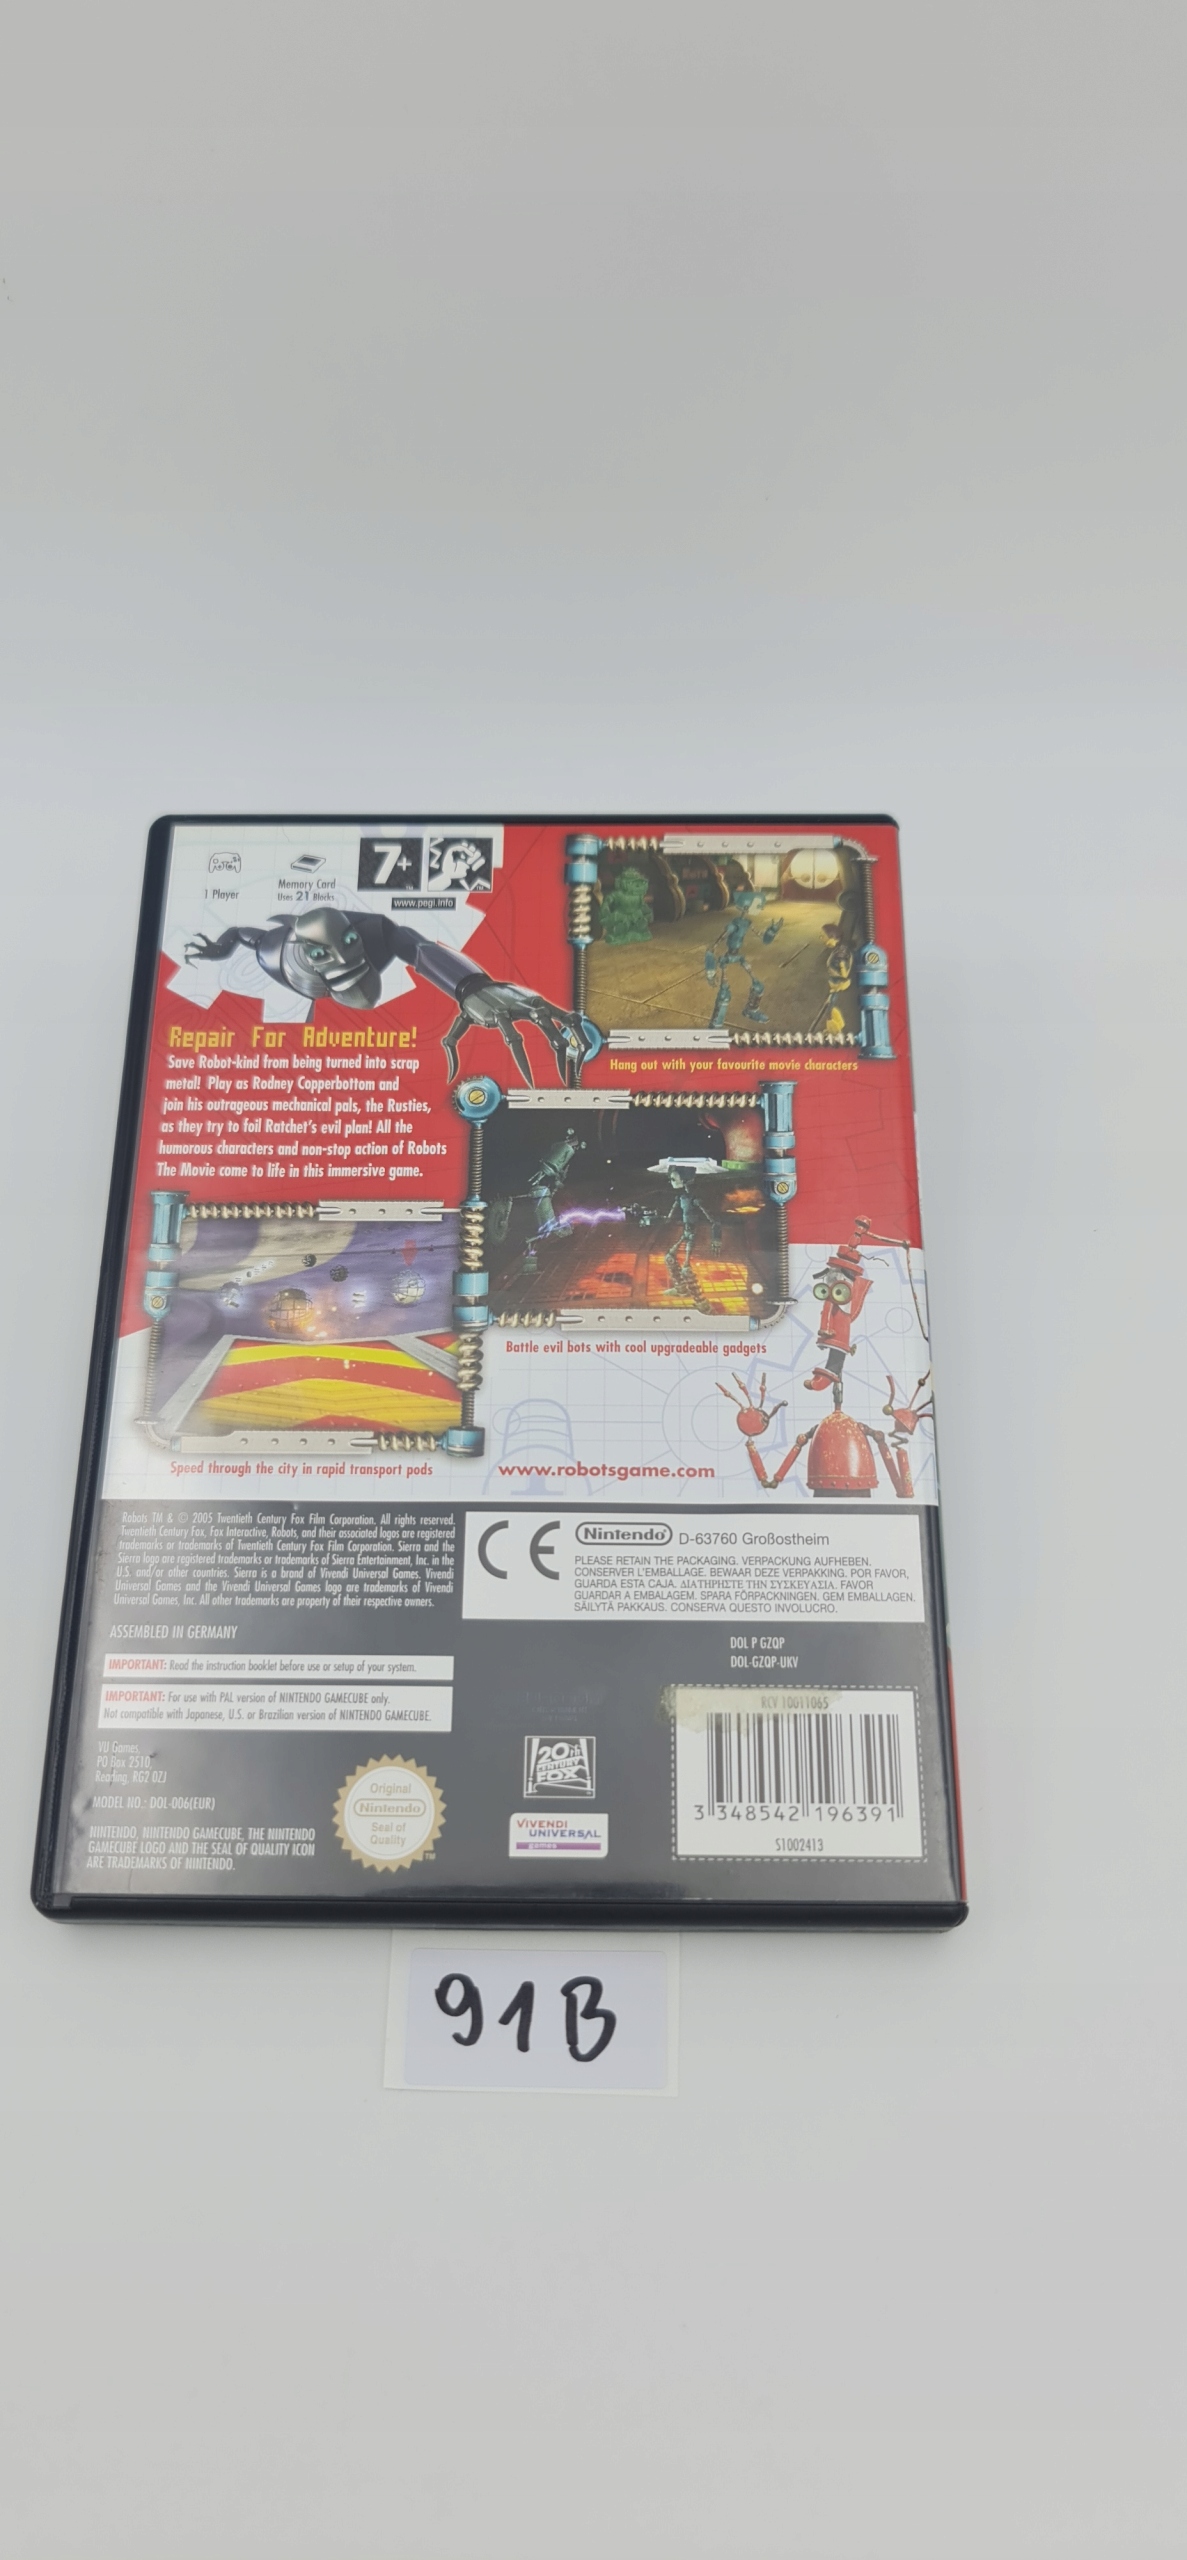 1 Player
Memory Card
Uses 21 Blocks
7+
www.pegi.info
Repair For Adventure!
Save Robot-kind from being turned into scrap
metal! Play as Rodney Copperbottom and
join his outrageous mechanical pals, the Rusties,
as they try to foil Ratchet's evil plan! All the
humorous characters and non-stop action of Robots
The Movie come to life in this immersive game.
Hang out with your favourite movie characters
Battle evil bots with cool upgradeable gadgets
Speed through the city in rapid transport pods
www.robotsgame.com
Robots TM & © 2005 Twentieth Century Fox Film Corporation. All rights reserved.
Twentieth Century Fox, Fox Interactive, Robots, and their associated logos are registered
trademarks or trademarks of Twentieth Century Fox Film Corporation. Sierra and the
Sierra logo are registered trademarks or trademarks of Sierra Entertainment, Inc. in the
U.S. and/or other countries. Sierra is a brand of Vivendi Universal Games. Vivendi
Universal Games and the Vivendi Universal Games logo are trademarks of Vivendi
Universal Games, Inc. All other trademarks are property of their respective owners.
CE
Nintendo D-63760 Großostheim
PLEASE RETAIN THE PACKAGING. VERPACKUNG AUFHEBEN.
CONSERVER L'EMBALLAGE. BEWAAR DEZE VERPAKKING. POR FAVOR,
GUARDA ESTA CAJA. ΔΙΑΤΗΡΗΣΤΕ ΤΗΝ ΣΥΣΚΕΥΑΣΙΑ. FAVOR
GUARDAR A EMBALAGEM. SPARA FÖRPACKNINGEN. GEM EMBALLAGEN.
SÄILYTÄ PAKKAUS. CONSERVA QUESTO INVOLUCRO.
ASSEMBLED IN GERMANY
IMPORTANT: Read the instruction booklet before use or setup of your system.
IMPORTANT: For use with PAL version of NINTENDO GAMECUBE only.
Not compatible with Japanese, U.S. or Brazilian version of NINTENDO GAMECUBE.
VU Games,
PO Box 2510,
Reading, RG2 0ZJ
MODEL NO.: DOL-006(EUR)
NINTENDO, NINTENDO GAMECUBE, THE NINTENDO
GAMECUBE LOGO AND THE SEAL OF QUALITY ICON
ARE TRADEMARKS OF NINTENDO.
Original
Nintendo
Seal of
Quality
TM
20th
CENTURY
FOX
VIVENDI
UNIVERSAL
games
DOL P GZQP
DOL-GZQP-UKV
RCV 10011065
3 348542 196391
S1002413
91B